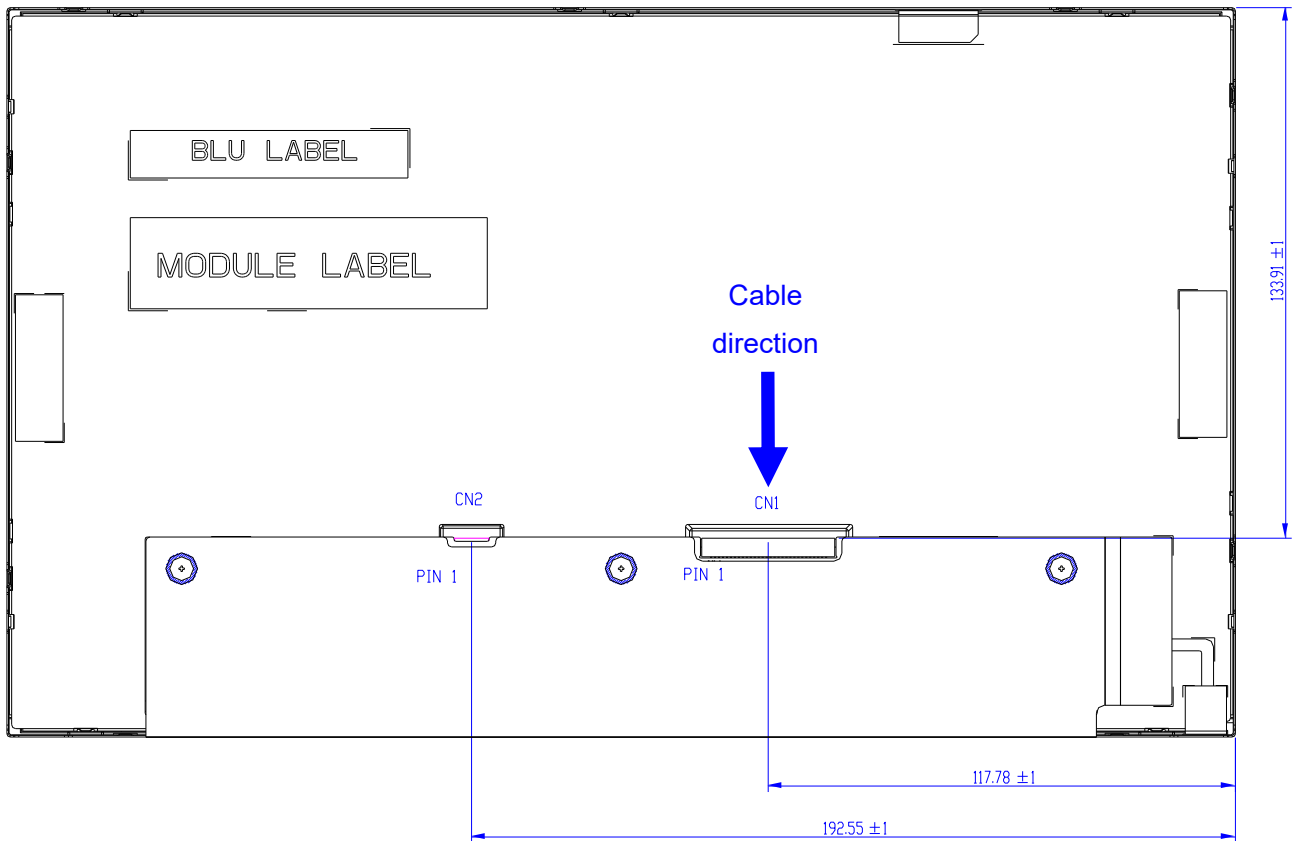 BLU LABEL
MODULE LABEL
133.91 ±1
Cable
direction
CN2
CN1
PIN 1
PIN 1
117.78 ±1
192.55 ±1